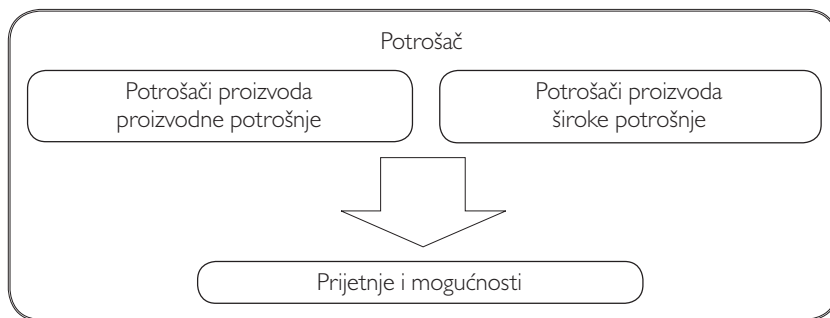 Potrošač
Potrošači proizvoda
proizvodne potrošnje
Potrošači proizvoda
široke potrošnje
Prijetnje i mogućnosti